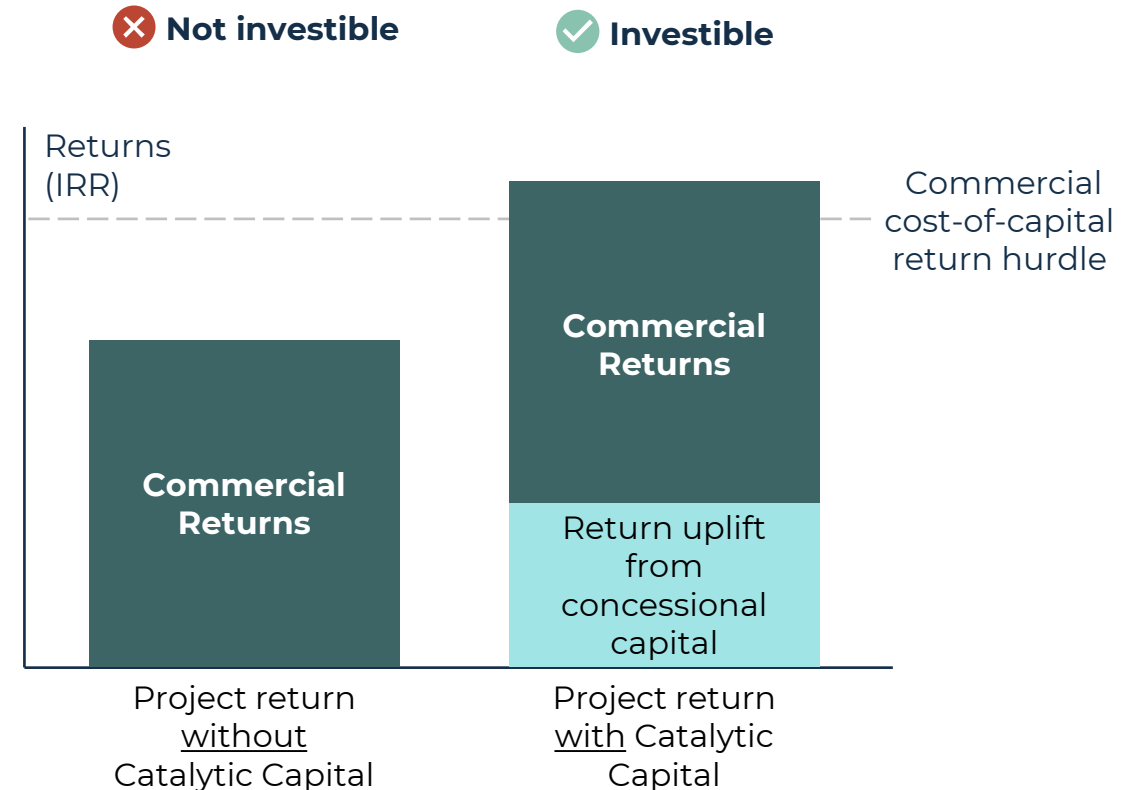 Not investible
Investible
Returns
(IRR)
Commercial
cost-of-capital
return hurdle
Commercial
Returns
Commercial
Returns
Return uplift
from
concessional
capital
Project return
without
Catalytic Capital
Project return
with Catalytic
Capital